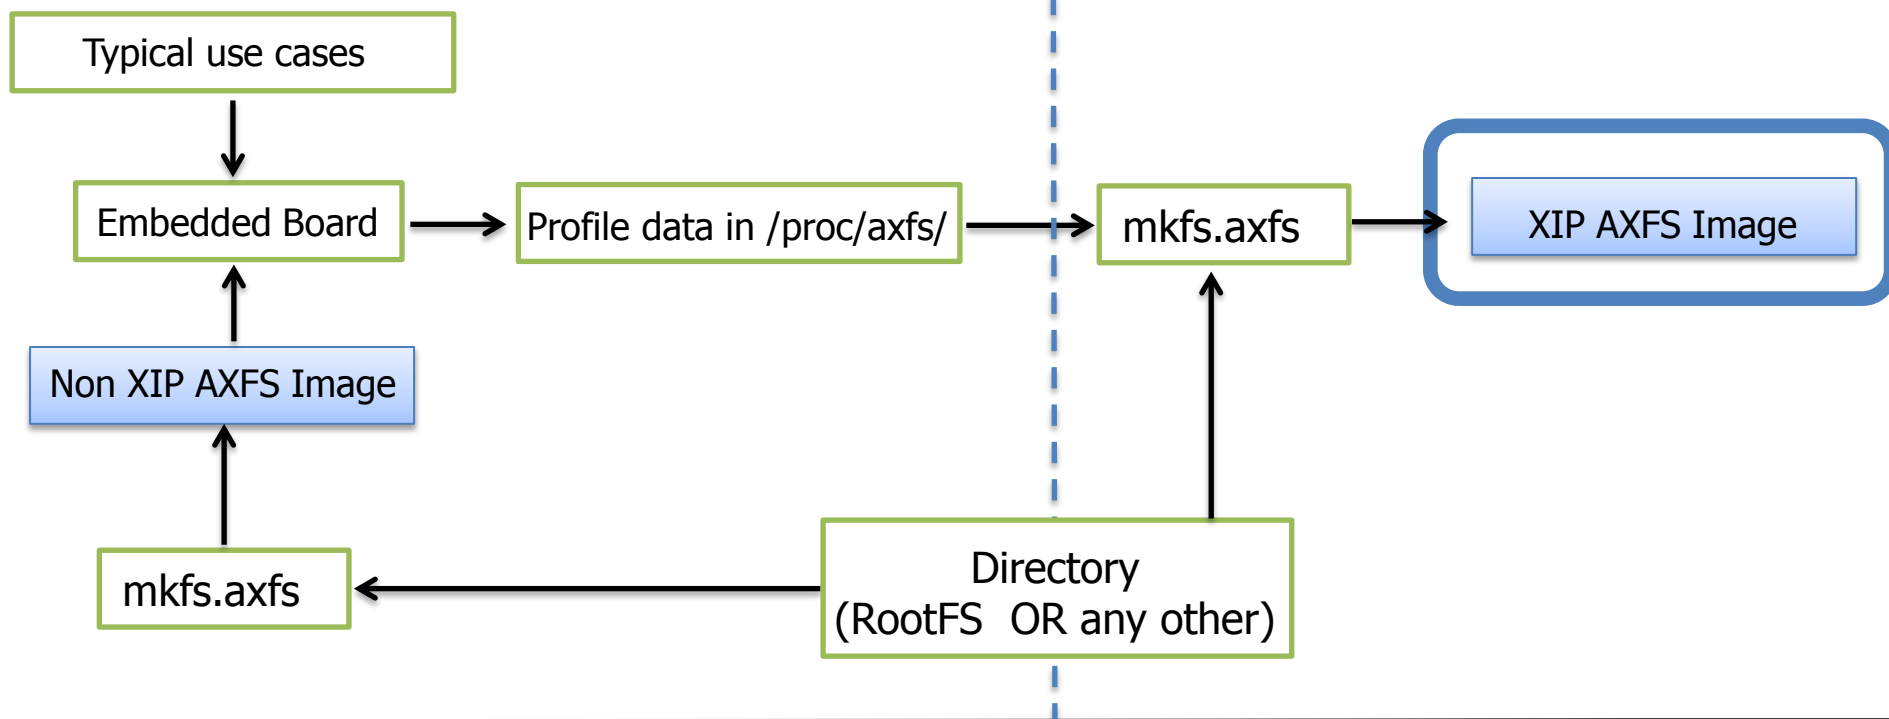 Typical use cases
Embedded Board
Profile data in /proc/axfs/
mkfs.axfs
XIP AXFS Image
Non XIP AXFS Image
mkfs.axfs
Directory
(RootFS  OR any other)